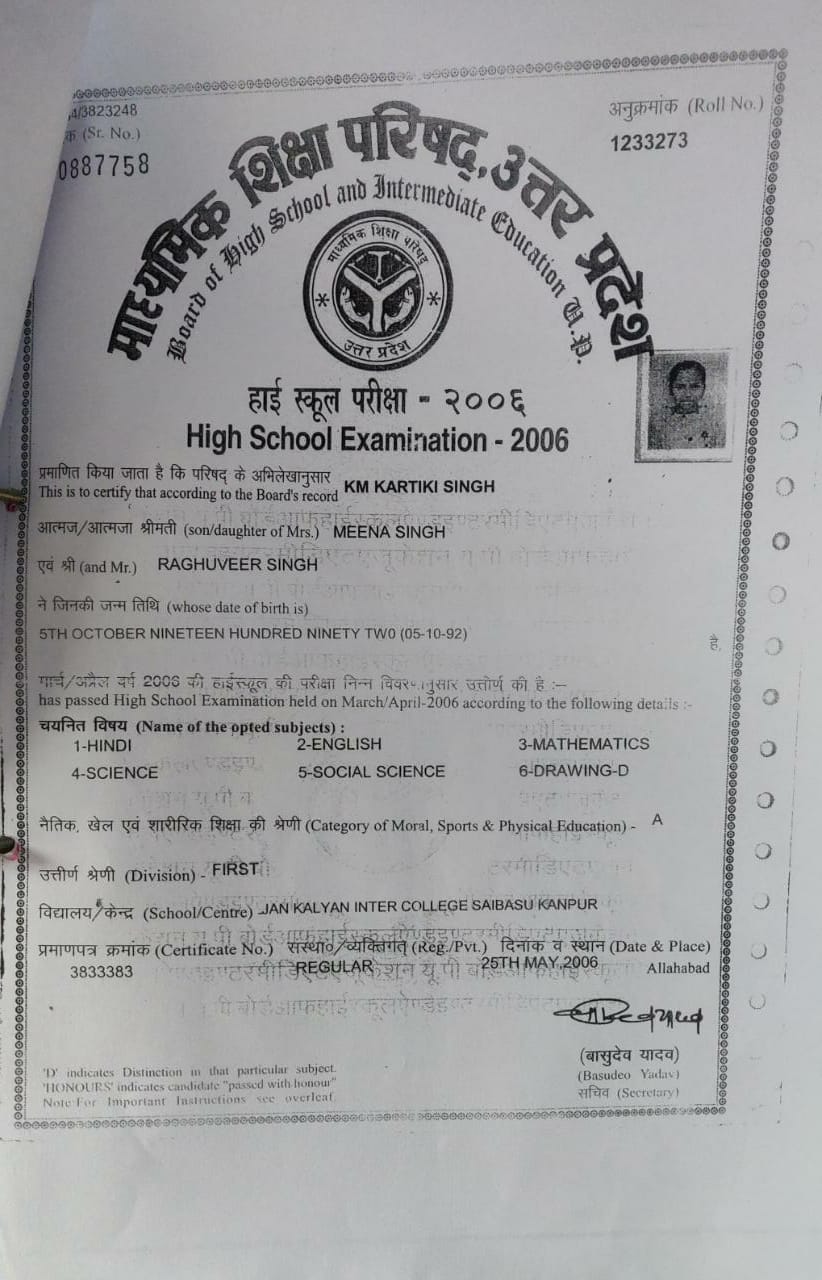 4/3823248
अनुक्रमांक (Roll No.)
क (Sr. No.)
1233273
0887758
माध्यमिक शिक्षा परिषद्, उत्तर प्रदेश
Board of High School and Intermediate Education U.P.
माध्यमिक शिक्षा परिषद्
उत्तर प्रदेश
हाई स्कूल परीक्षा - २००६
High School Examination - 2006
प्रमाणित किया जाता है कि परिषद् के अभिलेखानुसार
This is to certify that according to the Board's record KM KARTIKI SINGH
आत्मज/आत्मजा श्रीमती (son/daughter of Mrs.) MEENA SINGH
एवं श्री (and Mr.) RAGHUVEER SINGH
ने जिनकी जन्म तिथि (whose date of birth is)
5TH OCTOBER NINETEEN HUNDRED NINETY TW0 (05-10-92)
है,
मार्च/अप्रैल वर्ष 2006 की हाईस्कूल की परीक्षा निम्न विवरणानुसार उत्तीर्ण की है :–
has passed High School Examination held on March/April-2006 according to the following details :-
चयनित विषय (Name of the opted subjects) :
1-HINDI 2-ENGLISH 3-MATHEMATICS
4-SCIENCE 5-SOCIAL SCIENCE 6-DRAWING-D
नैतिक, खेल एवं शारीरिक शिक्षा की श्रेणी (Category of Moral, Sports & Physical Education) - A
उत्तीर्ण श्रेणी (Division) - FIRST
विद्यालय/केन्द्र (School/Centre) JAN KALYAN INTER COLLEGE SAIBASU KANPUR
प्रमाणपत्र क्रमांक (Certificate No.) संस्था०/व्यक्तिगत् (Reg./Pvt.) दिनांक व स्थान (Date & Place)
3833383 REGULAR 25TH MAY,2006 Allahabad
(बासुदेव यादव)
(Basudeo Yadav)
सचिव (Secretary)
'D' indicates Distinction in that particular subject.
'HONOURS' indicates candidate "passed with honour"
Note:For Important Instructions see overleaf.